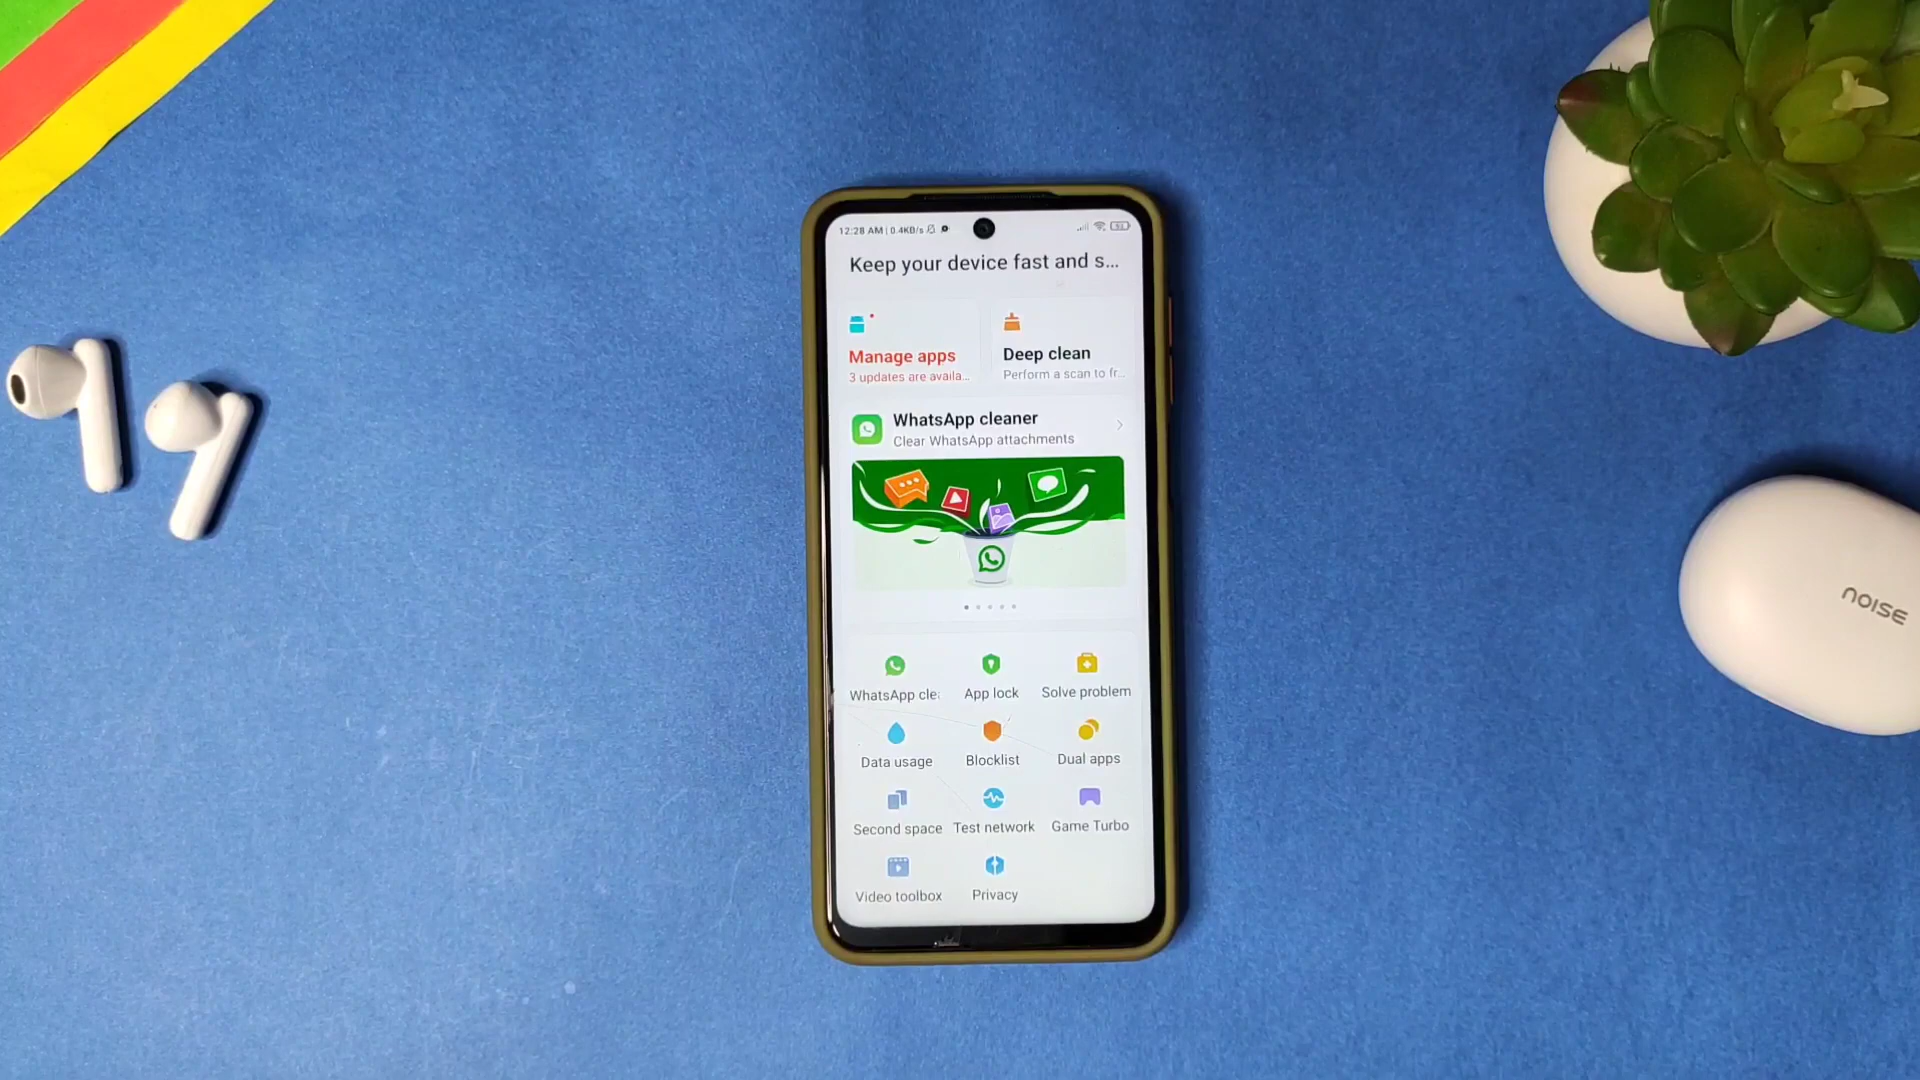 12:28 AM | 0.4KB/s
Keep your device fast and s...
Manage apps
3 updates are availa...
Deep clean
Perform a scan to fr...
WhatsApp cleaner
Clear WhatsApp attachments
WhatsApp cle
App lock
Solve problem
Data usage
Blocklist
Dual apps
Second space
Test network
Game Turbo
Video toolbox
Privacy
NOISE